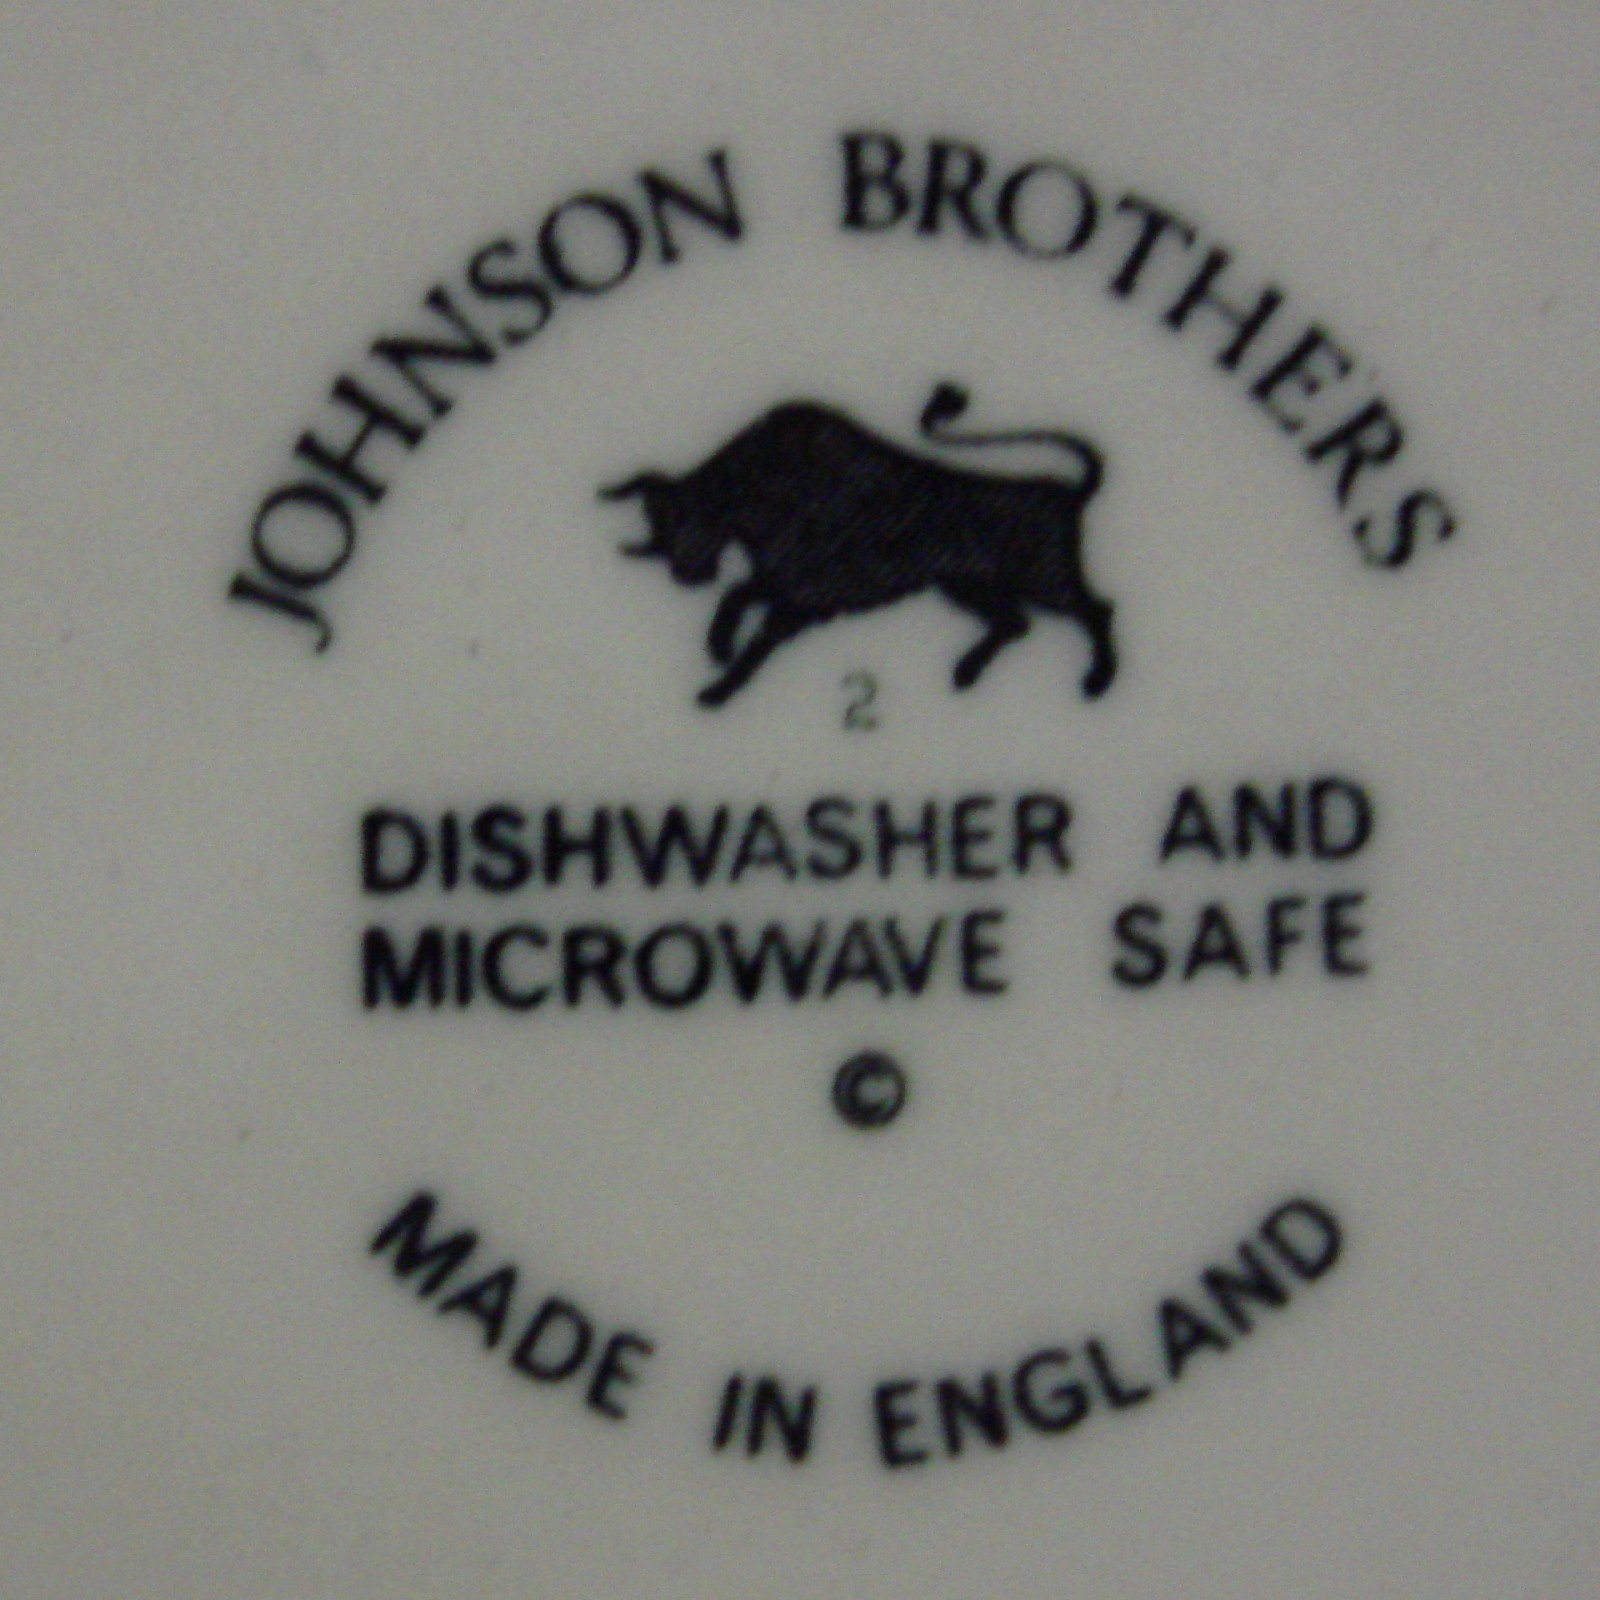 JOHNSON BROTHERS
2
DISHWASHER AND
MICROWAVE SAFE
©
MADE IN ENGLAND